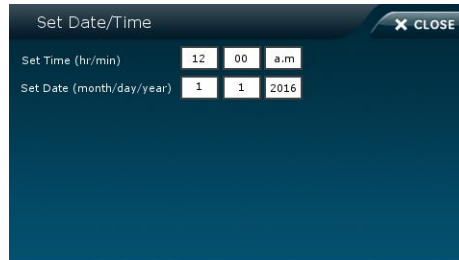 Set Date/Time
X CLOSE
Set Time (hr/min) 12 00 a.m
Set Date (month/day/year) 1 1 2016